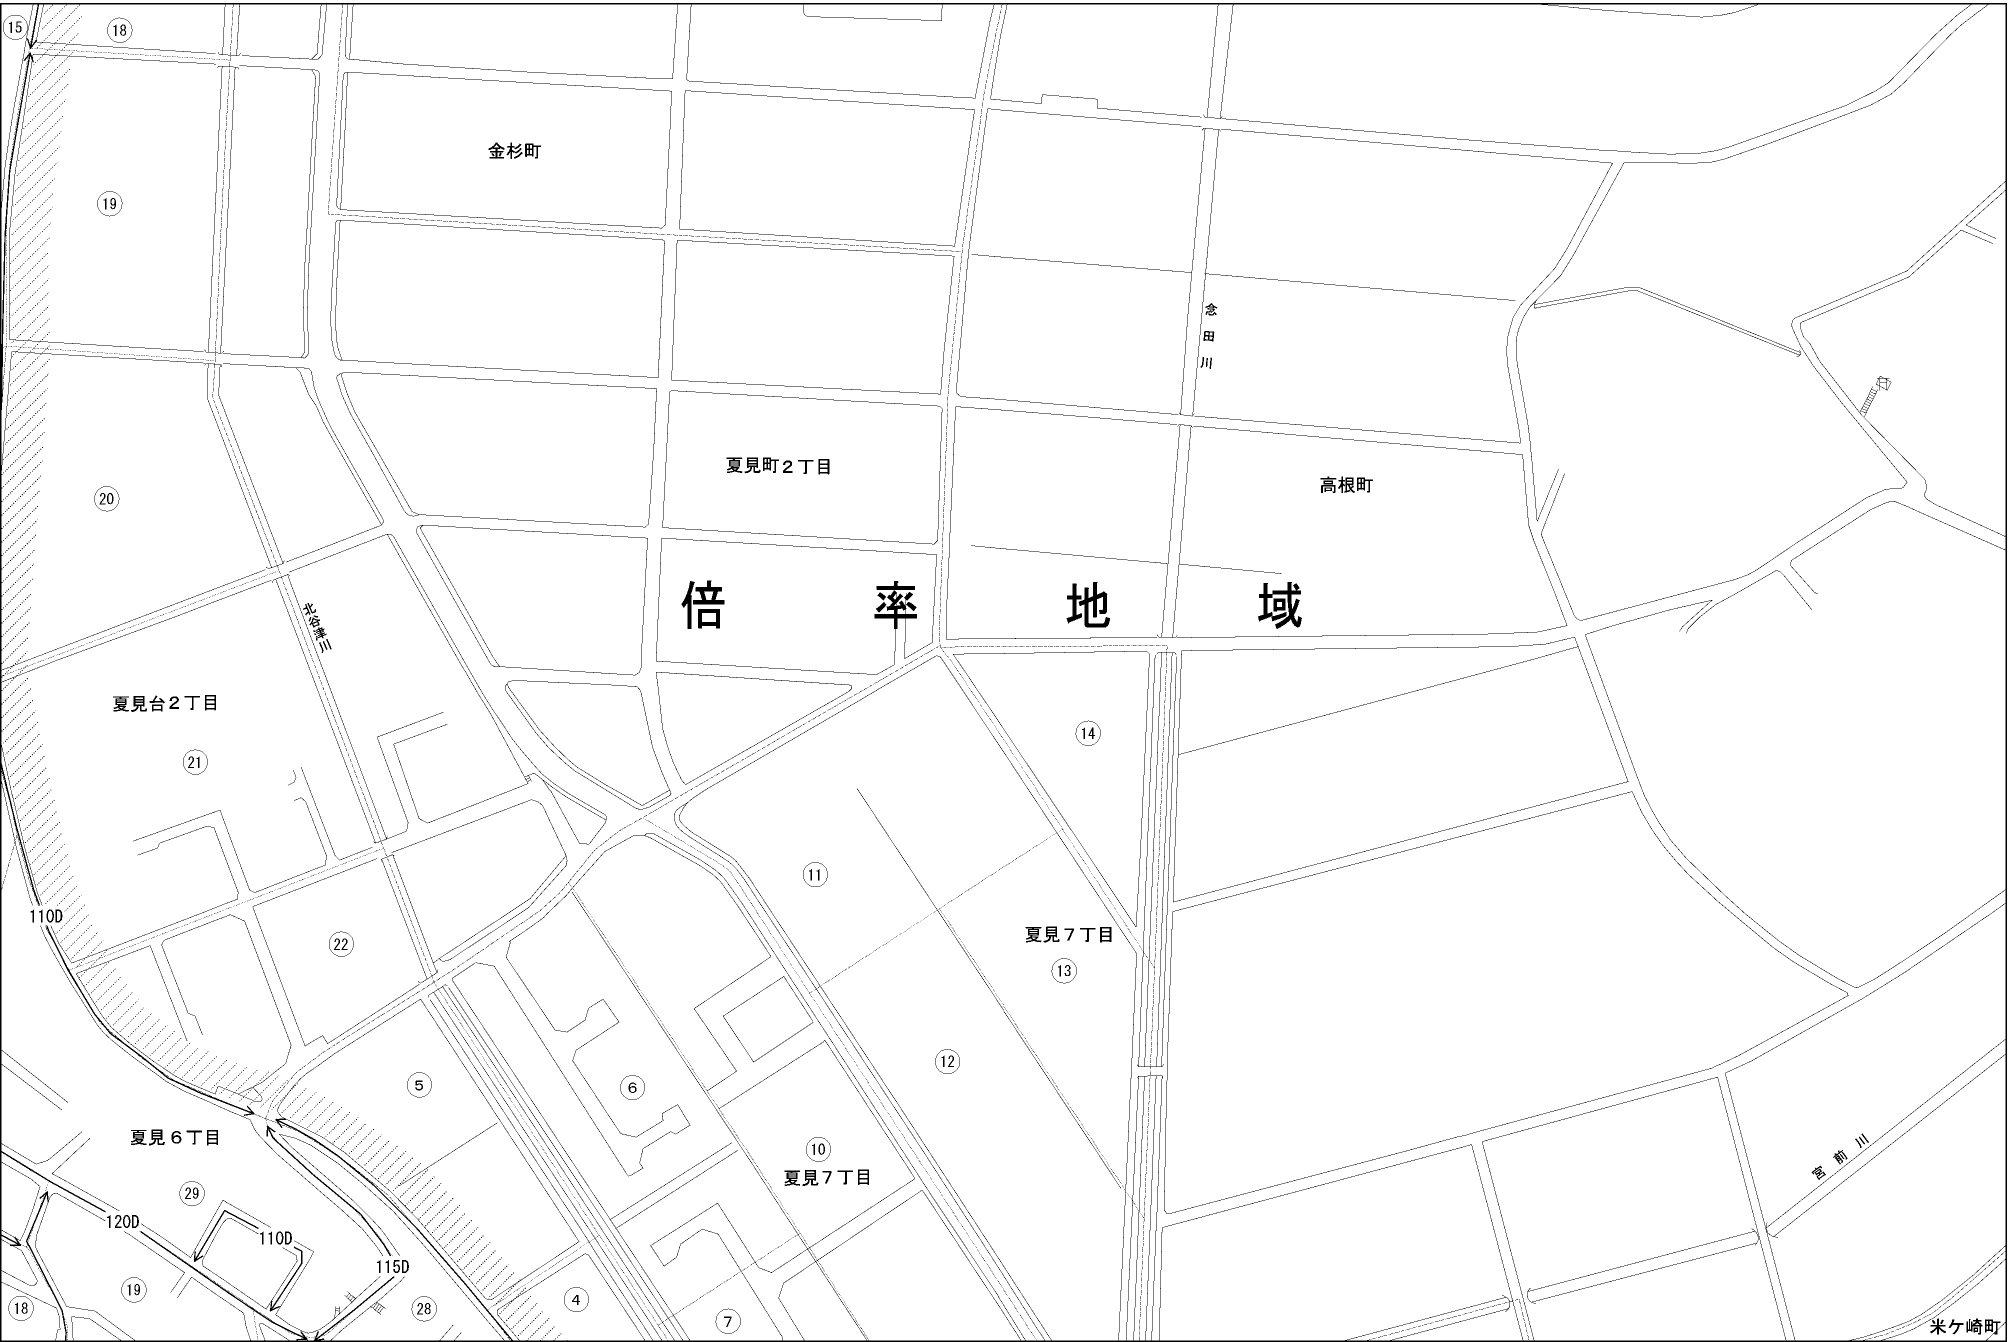 ⑮
⑱
金杉町
⑲
念田川
夏見町２丁目
高根町
⑳
倍率地域
北谷津川
夏見台２丁目
㉑
⑭
⑪
110D
㉒
夏見７丁目
⑬
⑫
⑤
⑥
夏見６丁目
⑩
夏見７丁目
宮前川
㉙
120D
110D
115D
⑲
⑱
㉘
④
⑦
米ケ崎町